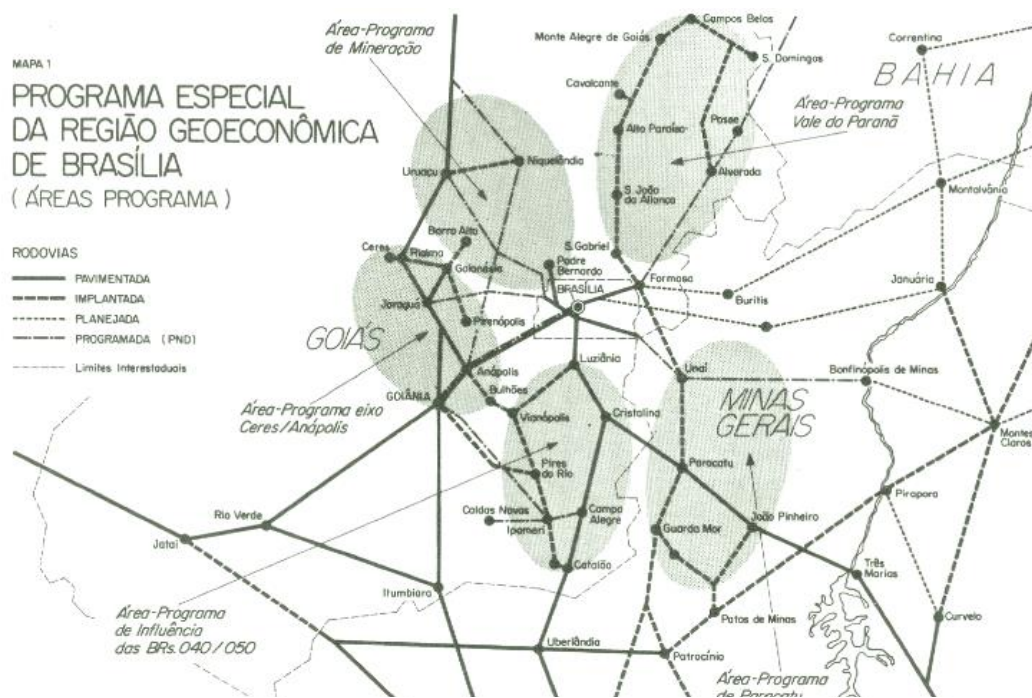 MAPA 1
PROGRAMA ESPECIAL
DA REGIÃO GEOECONÔMICA
DE BRASÍLIA
( ÁREAS PROGRAMA )
RODOVIAS
PAVIMENTADA
IMPLANTADA
PLANEJADA
PROGRAMADA (PND)
Limites Interestaduais
Área-Programa
de Mineração
Monte Alegre de Goiás
Campos Belos
S. Domingos
Correntina
BAHIA
Cavalcante
Área-Programa
Vale do Paranã
Alto Paraíso
Posse
Niquelândia
Uruaçu
Alvorada
Montalvânia
S. João
da Aliança
Barro Alto
Ceres
Rialma
Goianésia
S. Gabriel
Padre
Bernardo
BRASÍLIA
Formosa
Buritis
Januária
Jaraguá
Pirenópolis
GOIÁS
Anápolis
Luziânia
Unaí
Bonfinópolis de Minas
GOIÂNIA
Bulhões
Vianópolis
Cristalina
MINAS
GERAIS
Área-Programa eixo
Ceres/Anápolis
Montes
Claros
Pires
do Rio
Paracatu
Pirapora
Rio Verde
Caldas Novas
Ipameri
Campo
Alegre
Guarda Mor
João Pinheiro
Jataí
Catalão
Três
Marias
Itumbiara
Área-Programa
de Influência
das BRs. 040/050
Patos de Minas
Curvelo
Uberlândia
Patrocínio
Área-Programa
de Paracatu